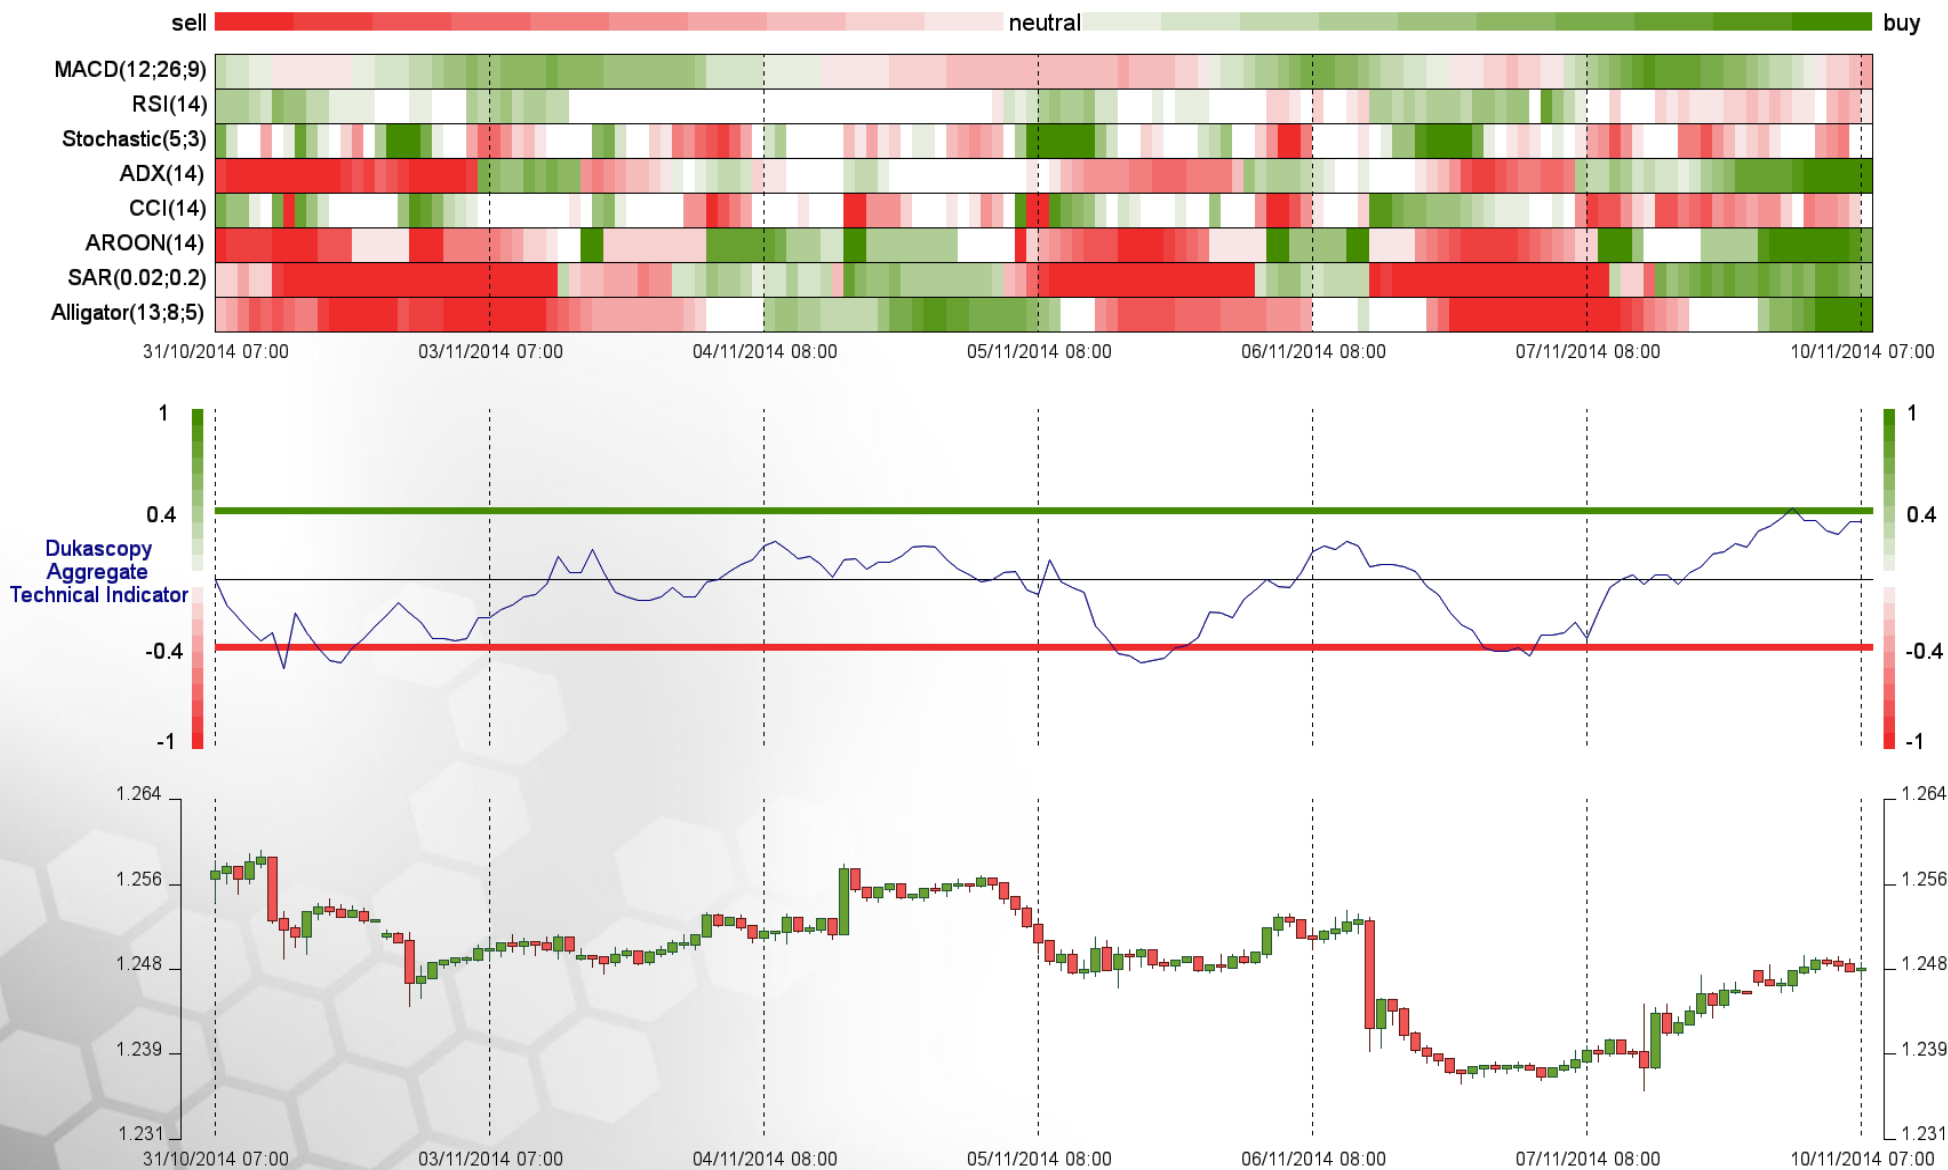 sell neutral buy
MACD(12;26;9)
RSI(14)
Stochastic(5;3)
ADX(14)
CCI(14)
AROON(14)
SAR(0.02;0.2)
Alligator(13;8;5)
31/10/2014 07:00 03/11/2014 07:00 04/11/2014 08:00 05/11/2014 08:00 06/11/2014 08:00 07/11/2014 08:00 10/11/2014 07:00
1 1
0.4 0.4
Dukascopy
Aggregate
Technical Indicator
-0.4 -0.4
-1 -1
1.264 1.264
1.256 1.256
1.248 1.248
1.239 1.239
1.231 1.231
31/10/2014 07:00 03/11/2014 07:00 04/11/2014 08:00 05/11/2014 08:00 06/11/2014 08:00 07/11/2014 08:00 10/11/2014 07:00